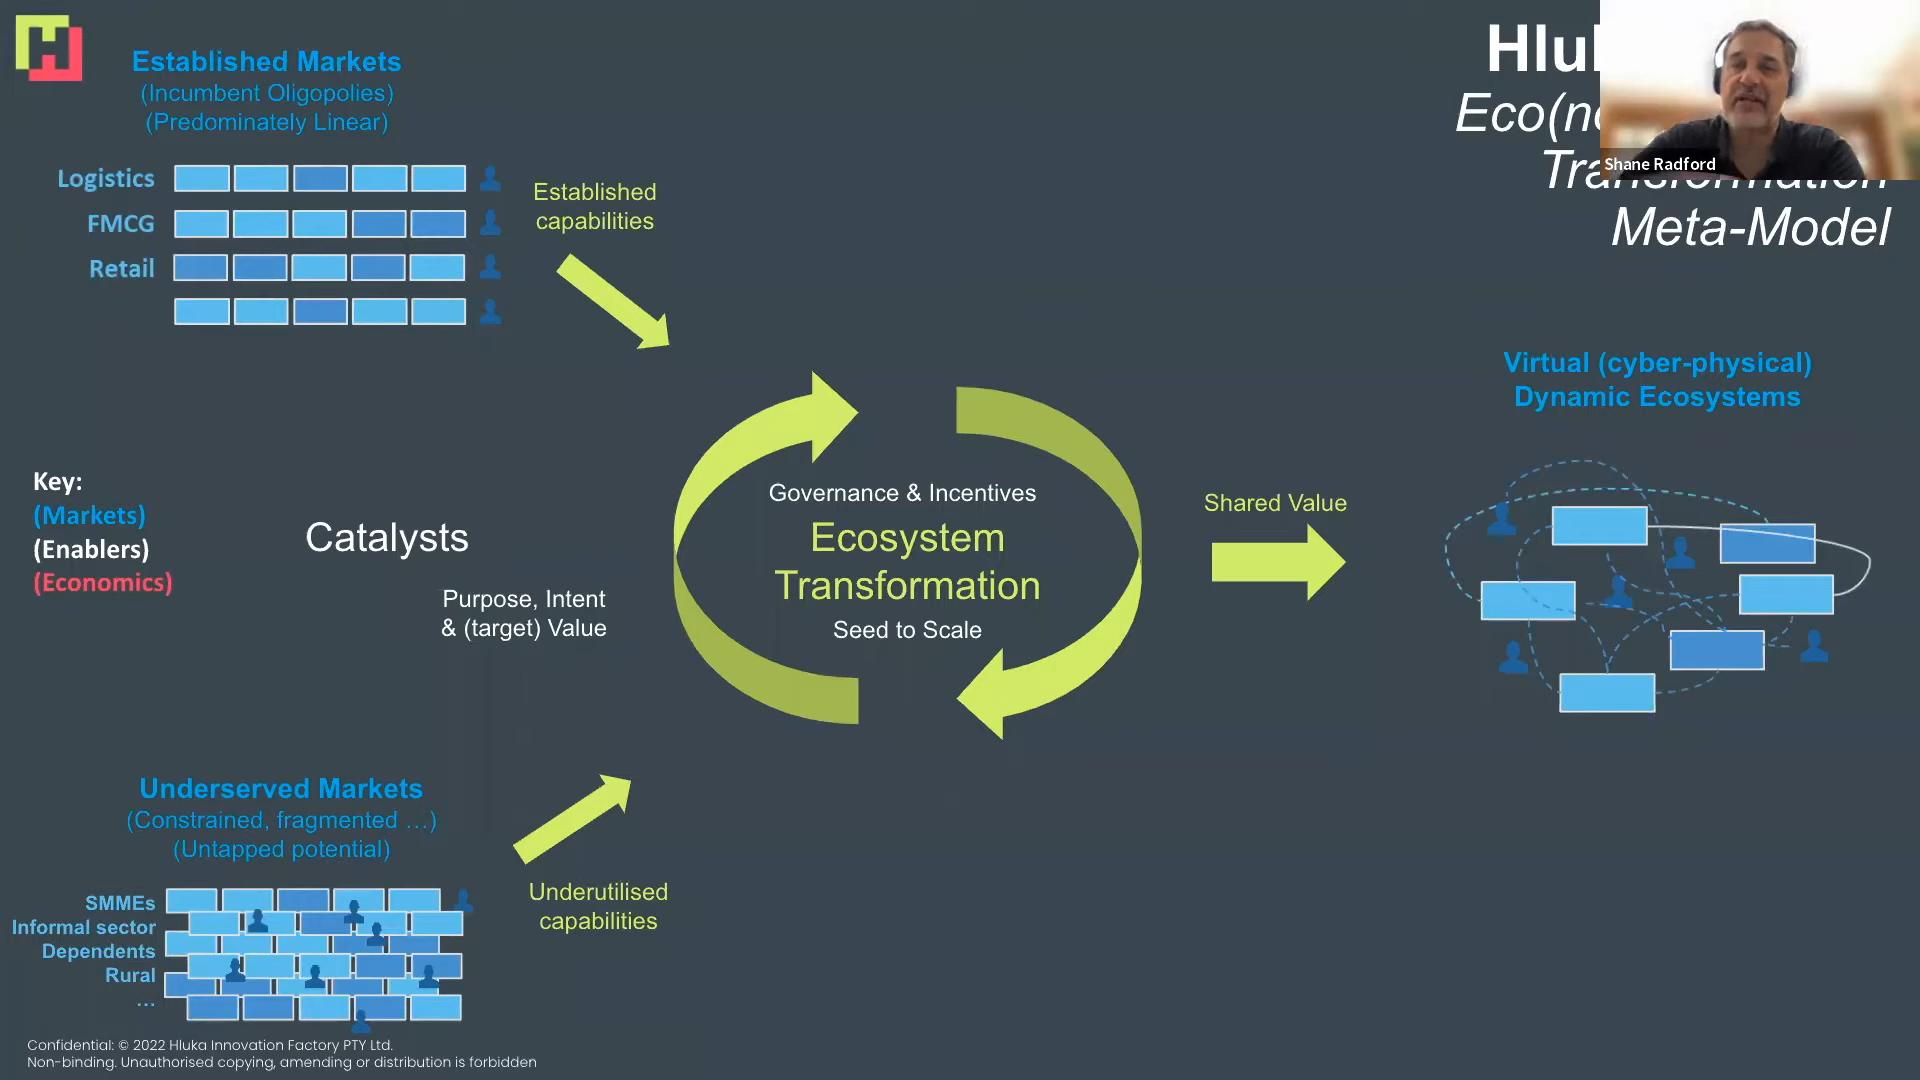 Established Markets
(Incumbent Oligopolies)
(Predominately Linear)
Logistics
FMCG
Retail
Established
capabilities
Shane Radford
Transformation
Meta-Model
Virtual (cyber-physical)
Dynamic Ecosystems
Key:
(Markets)
(Enablers)
(Economics)
Catalysts
Purpose, Intent
& (target) Value
Governance & Incentives
Ecosystem
Transformation
Seed to Scale
Shared Value
Underserved Markets
(Constrained, fragmented …)
(Untapped potential)
SMMEs
Informal sector
Dependents
Rural
…
Underutilised
capabilities
Confidential: © 2022 Hluka Innovation Factory PTY Ltd.
Non-binding. Unauthorised copying, amending or distribution is forbidden